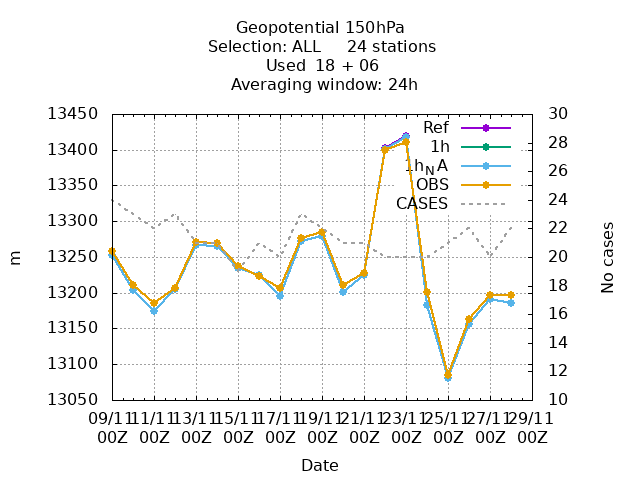 Geopotential 150hPa
Selection: ALL     24 stations
Used  18 + 06
Averaging window: 24h
13450
13400
13350
13300
13250
13200
13150
13100
13050
m
30
28
26
24
22
20
18
16
14
12
10
No cases
Ref
1h
1hNA
OBS
CASES
09/11 11/11 13/11 15/11 17/11 19/11 21/11 23/11 25/11 27/11 29/11
00Z 00Z 00Z 00Z 00Z 00Z 00Z 00Z 00Z 00Z 00Z
Date